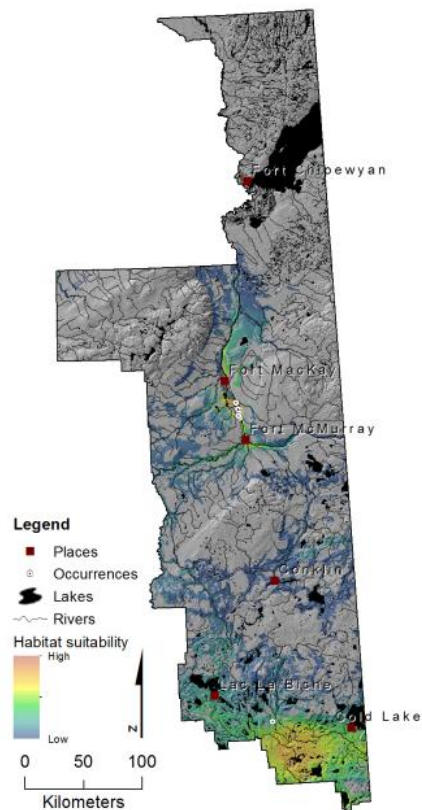 Fort Chipewyan
Fort MacKay
Fort McMurray
Conklin
Lac La Biche
Cold Lake
Legend
Places
Occurrences
Lakes
Rivers
Habitat suitability
High
Low
N
0 50 100
Kilometers